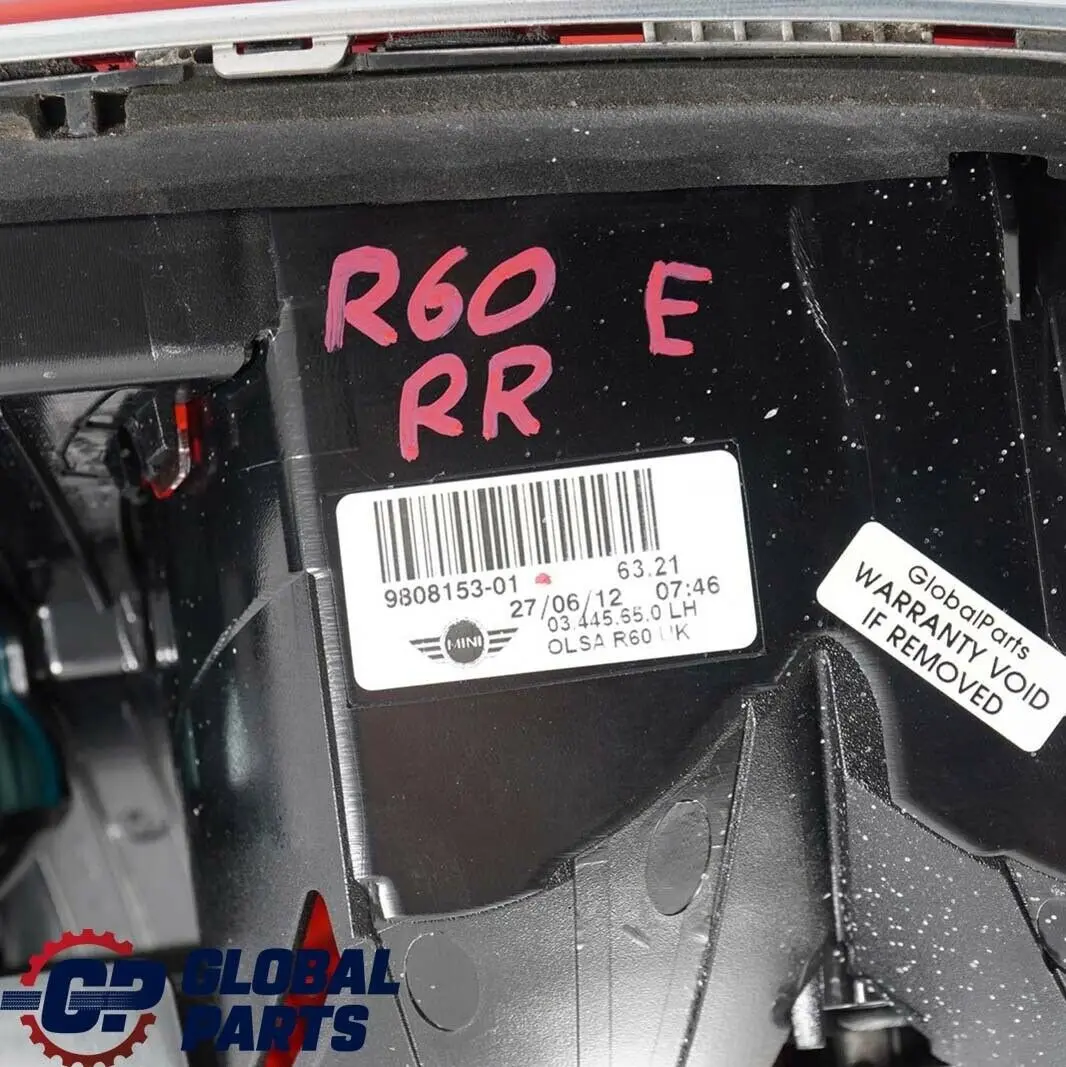 R60 E
RR
9808153-01 63.21
27/06/12 07:46
03.445.65.0 LH
OLSA R60 UK
MINI
GlobalParts
WARRANTY VOID
IF REMOVED
GP GLOBAL
PARTS